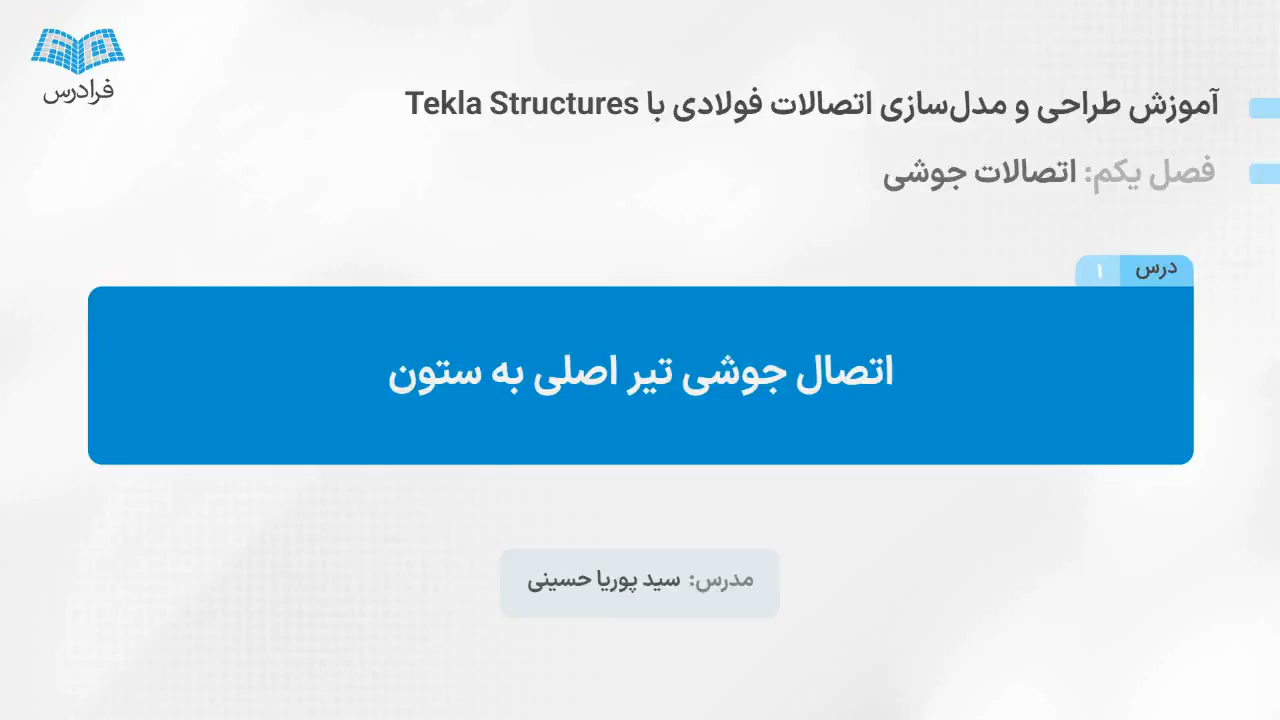 فرادرس
آموزش طراحی و مدل‌سازی اتصالات فولادی با Tekla Structures
فصل یکم: اتصالات جوشی
درس ۱
اتصال جوشی تیر اصلی به ستون
مدرس: سید پوریا حسینی